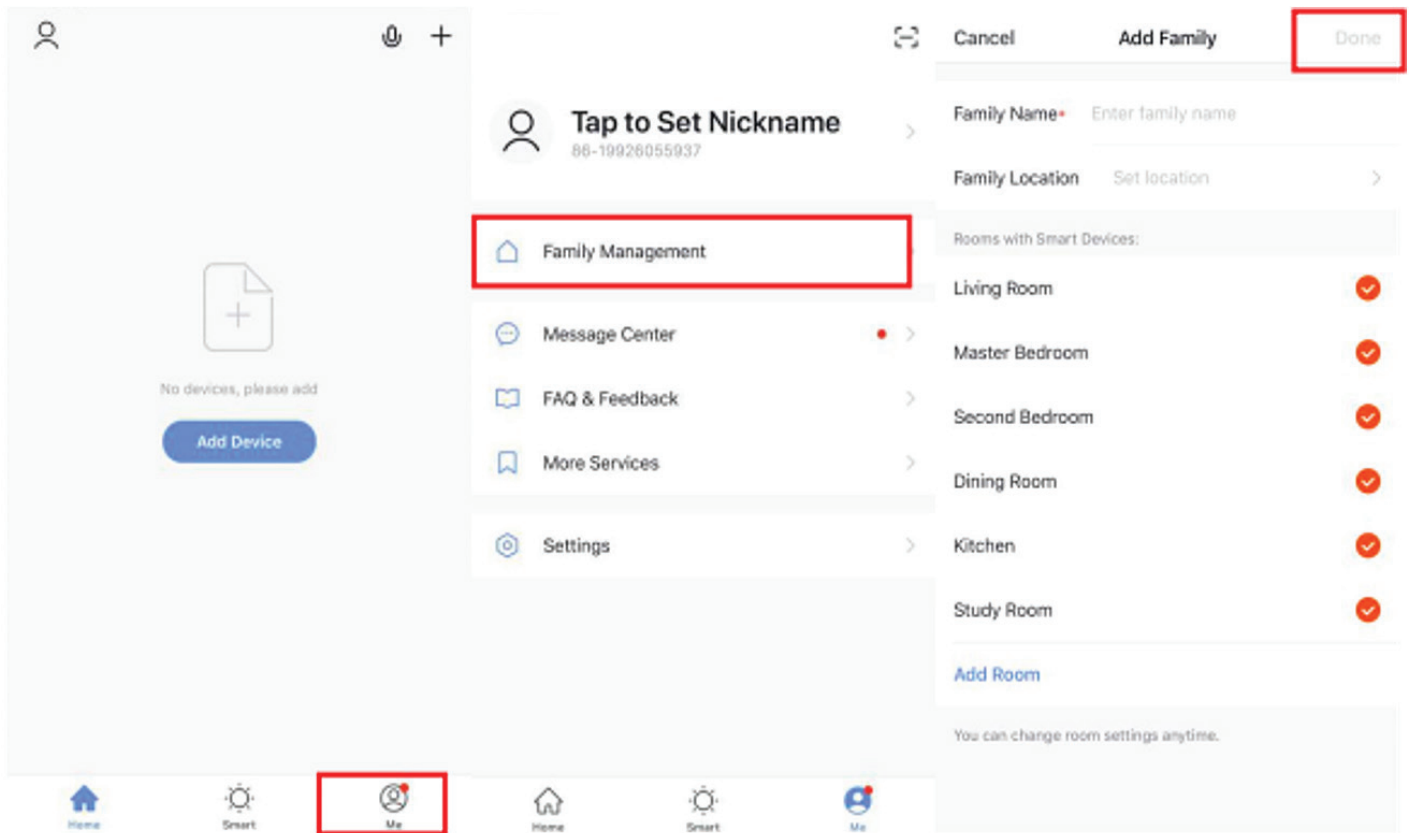 No devices, please add
Add Device
Home
Smart
Me
Tap to Set Nickname
86-19926055937
Family Management
Message Center
FAQ & Feedback
More Services
Settings
Home
Smart
Me
Cancel Add Family Done
Family Name* Enter family name
Family Location Set location
Rooms with Smart Devices:
Living Room
Master Bedroom
Second Bedroom
Dining Room
Kitchen
Study Room
Add Room
You can change room settings anytime.